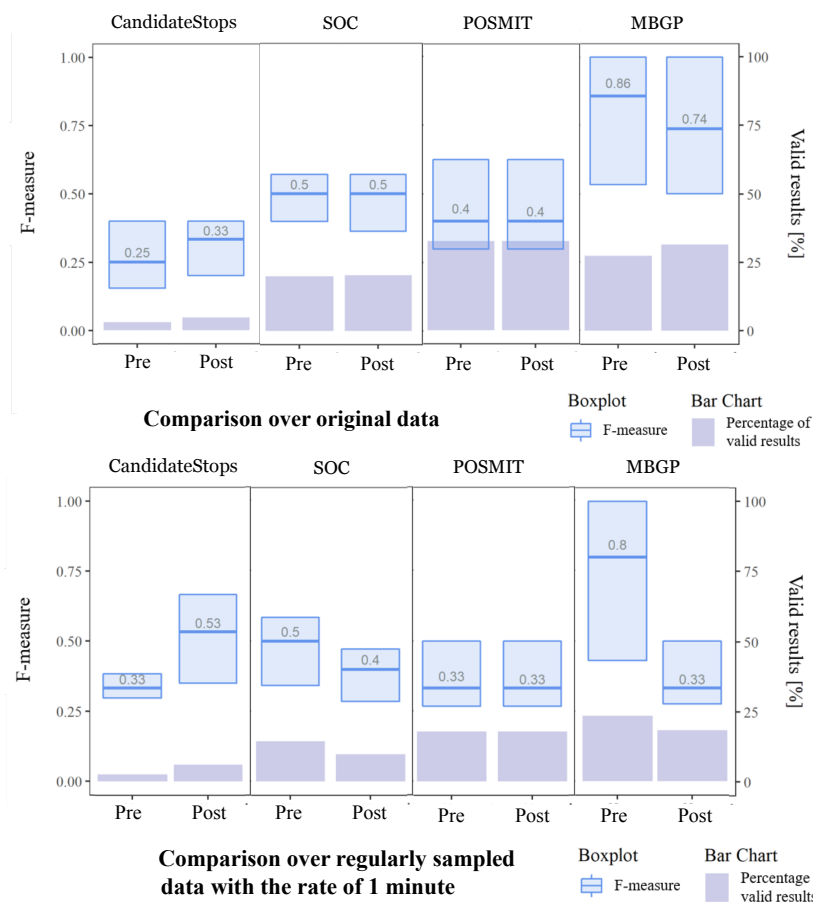 CandidateStops SOC POSMIT MBGP
1.00 100
0.86
0.75 0.74 75
F-measure Valid results [%]
0.50 0.5 0.5 0.4 0.4 50
0.33
0.25 0.25 25
0.00 0
Pre Post Pre Post Pre Post Pre Post
Comparison over original data
Boxplot Bar Chart
F-measure Percentage of
valid results
CandidateStops SOC POSMIT MBGP
1.00 100
0.8
0.75 75
F-measure Valid results [%]
0.53
0.50 0.5 50
0.4
0.33 0.33 0.33 0.33
0.25 25
0.00 0
Pre Post Pre Post Pre Post Pre Post
Comparison over regularly sampled
data with the rate of 1 minute
Boxplot Bar Chart
F-measure Percentage
valid results